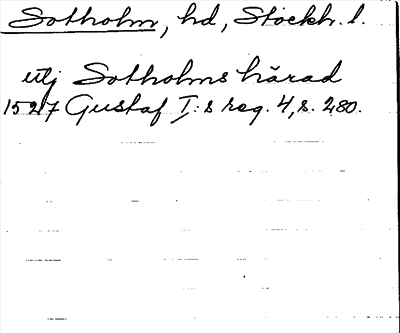 Sotholm, hd, Stockh. l.
utj Sotholms härad
1527 Gustaf I:s reg. 4, s. 280.